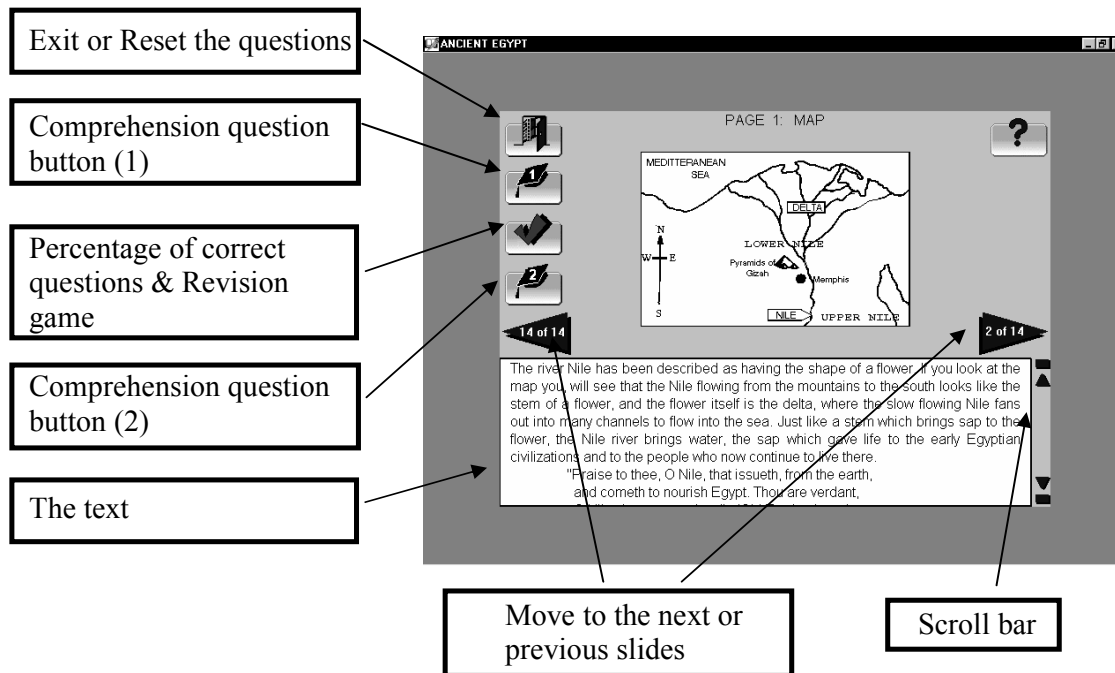 Exit or Reset the questions
Comprehension question
button (1)
Percentage of correct
questions & Revision
game
Comprehension question
button (2)
The text
ANCIENT EGYPT
PAGE 1: MAP
?
1
2
MEDITTERANEAN
SEA
DELTA
N
W E
S
LOWER NILE
Pyramids of
Gizah
Memphis
NILE
UPPER NILE
14 of 14
2 of 14
The river Nile has been described as having the shape of a flower. If you look at the
map you, will see that the Nile flowing from the mountains to the south looks like the
stem of a flower, and the flower itself is the delta, where the slow flowing Nile fans
out into many channels to flow into the sea. Just like a stem which brings sap to the
flower, the Nile river brings water, the sap which gave life to the early Egyptian
civilizations and to the people who now continue to live there.
"Praise to thee, O Nile, that issueth, from the earth,
and cometh to nourish Egypt. Thou are verdant,
Move to the next or
previous slides
Scroll bar